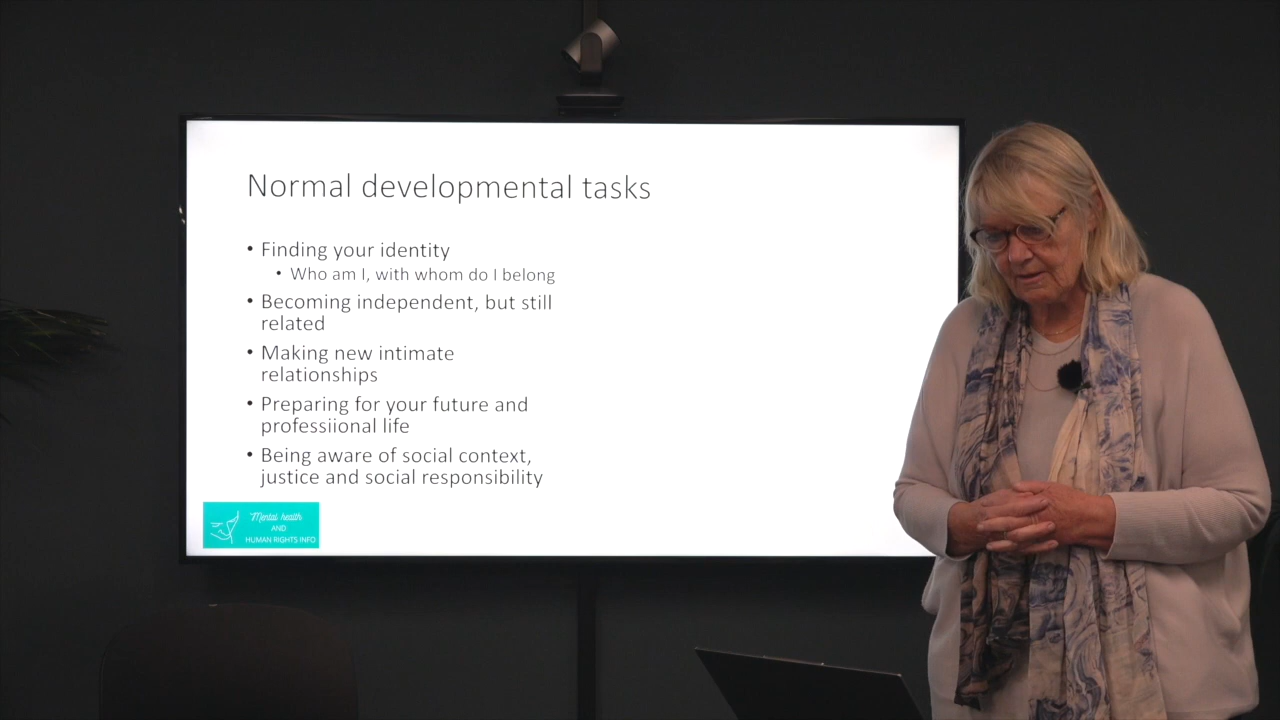 Normal developmental tasks
• Finding your identity
• Who am I, with whom do I belong
• Becoming independent, but still
related
• Making new intimate
relationships
• Preparing for your future and
professiional life
• Being aware of social context,
justice and social responsibility
Mental health
AND
HUMAN RIGHTS INFO